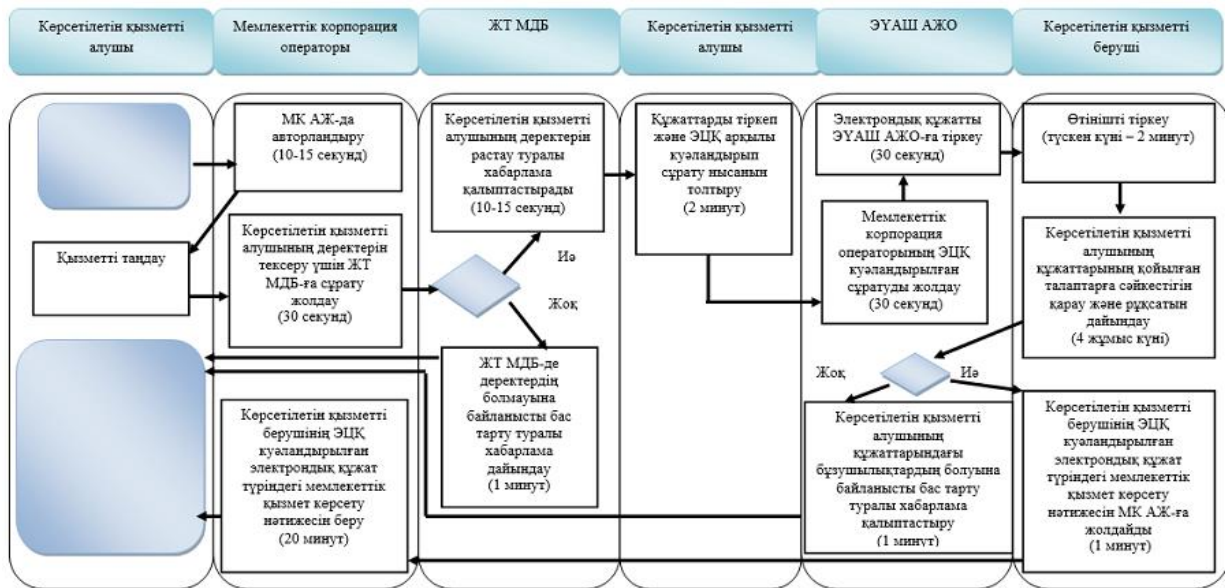 Көрсетілетін қызметті
алушы
Мемлекеттік корпорация
операторы
ЖТ МДБ
Көрсетілетін қызметті
алушы
ЭҮАШ АЖО
Көрсетілетін қызметті
беруші
МК АЖ-да
авторландыру
(10-15 секунд)
Көрсетілетін қызметті
алушының деректерін
растау туралы
хабарлама
қалыптастырады
(10-15 секунд)
Құжаттарды тіркеп
және ЭЦҚ арқылы
куәландырып
сұрату нысанын
толтыру
(2 минут)
Электрондық құжатты
ЭҮАШ АЖО-ға тіркеу
(30 секунд)
Өтінішті тіркеу
(түскен күні – 2 минут)
Қызметті таңдау
Көрсетілетін қызметті
алушының деректерін
тексеру үшін ЖТ
МДБ-ға сұрату
жолдау
(30 секунд)
Иә
Жоқ
Мемлекеттік
корпорация
операторының ЭЦҚ
куәландырылған
сұратуды жолдау
(30 секунд)
Көрсетілетін қызметті
алушының
құжаттарының қойылған
талаптарға сәйкестігін
қарау және рұқсатын
дайындау
(4 жұмыс күні)
ЖТ МДБ-де
деректердің
болмауына
байланысты бас
тарту туралы
хабарлама
дайындау
(1 минут)
Жоқ
Иә
Көрсетілетін қызметті
берушінің ЭЦҚ
куәландырылған
электрондық құжат
түріндегі мемлекеттік
қызмет көрсету
нәтижесін беру
(20 минут)
Көрсетілетін қызметті
алушының
құжаттарындағы
бұзушылықтардың болуына
байланысты бас тарту
туралы хабарлама
қалыптастыру
(1 минут)
Көрсетілетін қызметті
берушінің ЭЦҚ
куәландырылған
электрондық құжат
түріндегі мемлекеттік
қызмет көрсету
нәтижесін МК АЖ-ға
жолдайды
(1 минут)